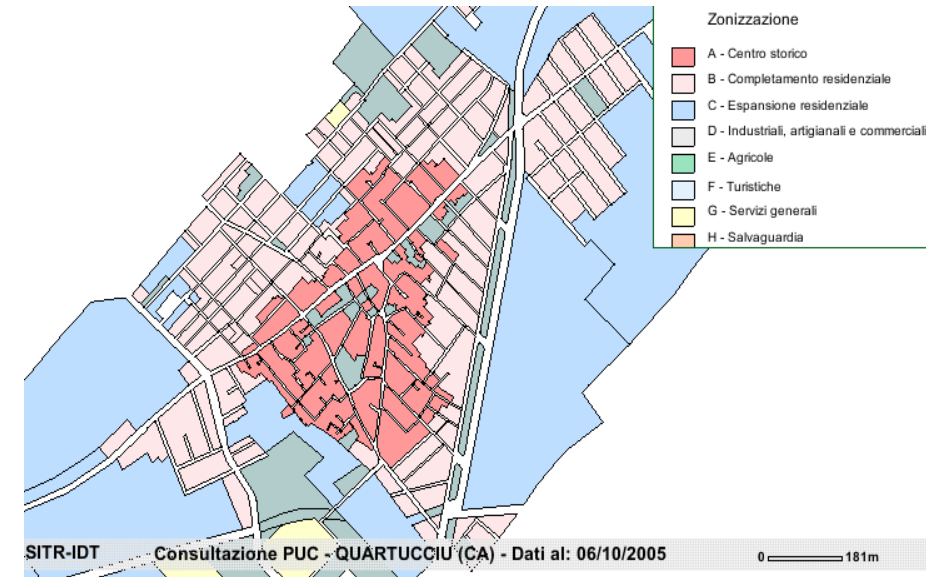 Zonizzazione
A - Centro storico
B - Completamento residenziale
C - Espansione residenziale
D - Industriali, artigianali e commerciali
E - Agricole
F - Turistiche
G - Servizi generali
H - Salvaguardia
SITR-IDT Consultazione PUC - QUARTUCCIU (CA) - Dati al: 06/10/2005 0 181m